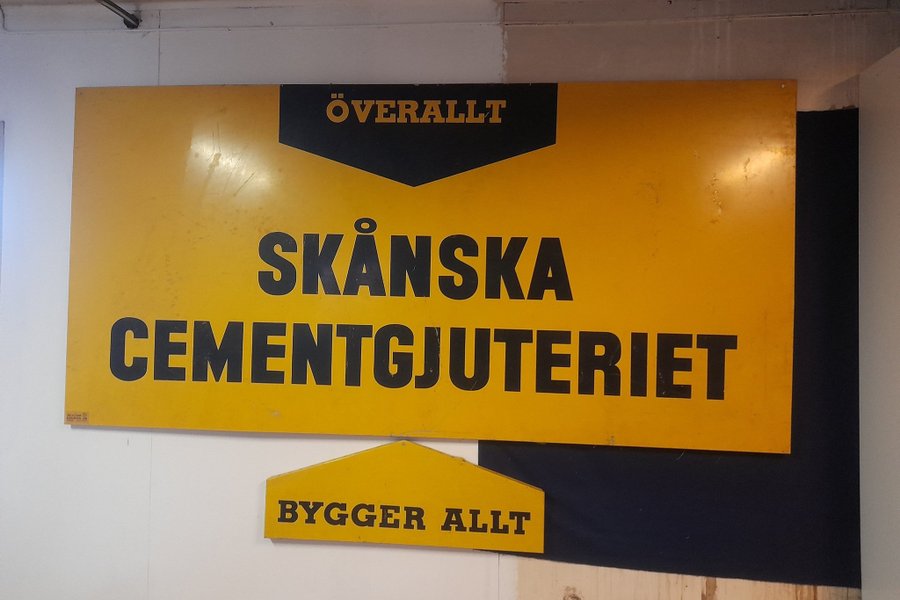 ÖVERALLT
SKÅNSKA
CEMENTGJUTERIET
BYGGER ALLT